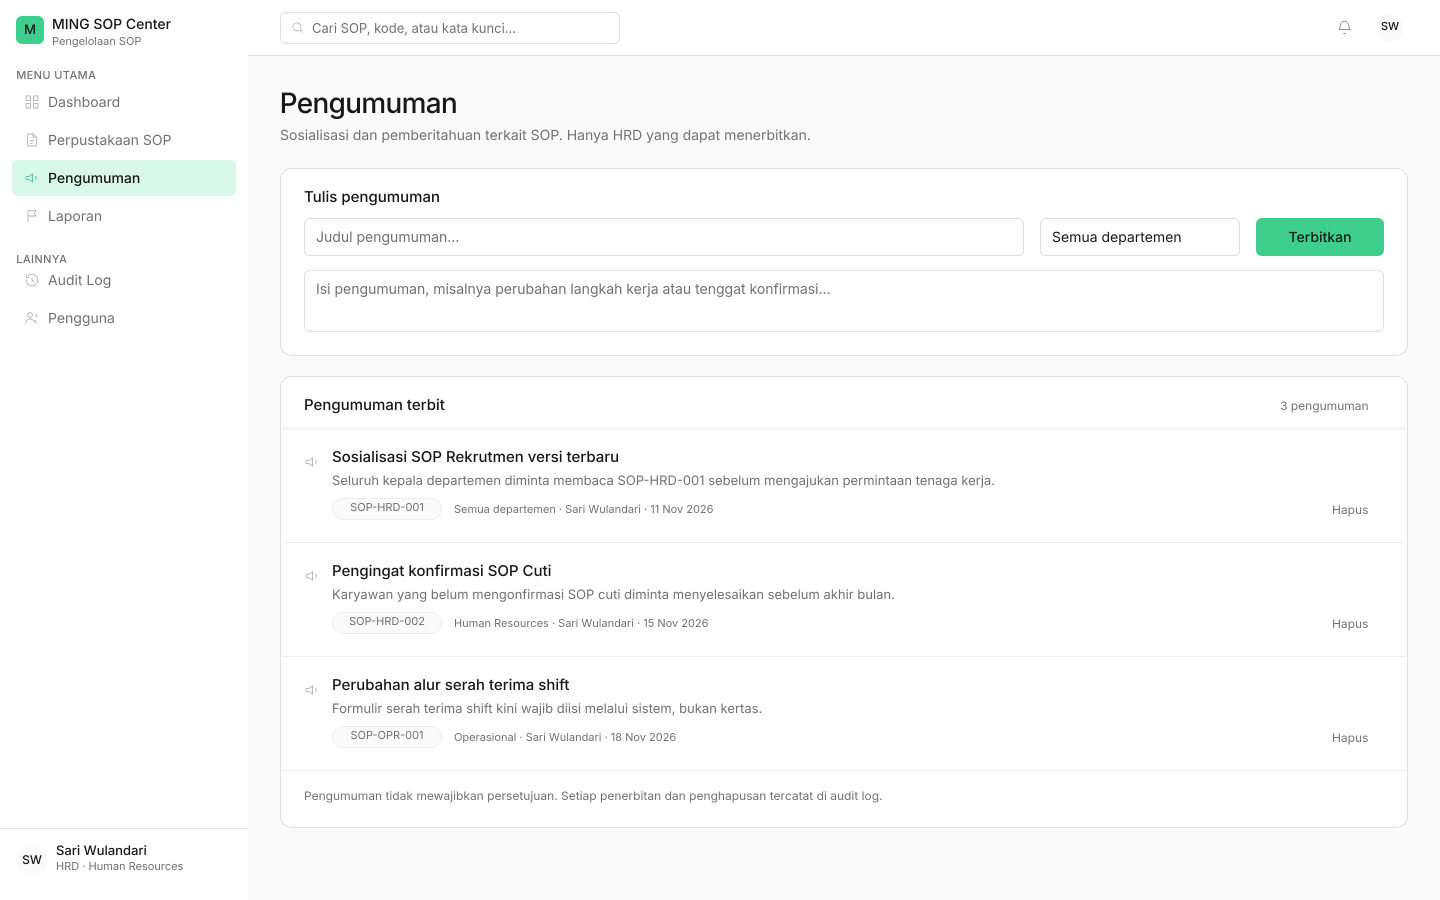 M
MING SOP Center
Pengelolaan SOP
MENU UTAMA
Dashboard
Perpustakaan SOP
Pengumuman
Laporan
LAINNYA
Audit Log
Pengguna
SW
Sari Wulandari
HRD · Human Resources
Cari SOP, kode, atau kata kunci...
SW
Pengumuman
Sosialisasi dan pemberitahuan terkait SOP. Hanya HRD yang dapat menerbitkan.
Tulis pengumuman
Judul pengumuman...
Semua departemen
Terbitkan
Isi pengumuman, misalnya perubahan langkah kerja atau tenggat konfirmasi...
Pengumuman terbit
3 pengumuman
Sosialisasi SOP Rekrutmen versi terbaru
Seluruh kepala departemen diminta membaca SOP-HRD-001 sebelum mengajukan permintaan tenaga kerja.
SOP-HRD-001
Semua departemen · Sari Wulandari · 11 Nov 2026
Hapus
Pengingat konfirmasi SOP Cuti
Karyawan yang belum mengonfirmasi SOP cuti diminta menyelesaikan sebelum akhir bulan.
SOP-HRD-002
Human Resources · Sari Wulandari · 15 Nov 2026
Hapus
Perubahan alur serah terima shift
Formulir serah terima shift kini wajib diisi melalui sistem, bukan kertas.
SOP-OPR-001
Operasional · Sari Wulandari · 18 Nov 2026
Hapus
Pengumuman tidak mewajibkan persetujuan. Setiap penerbitan dan penghapusan tercatat di audit log.